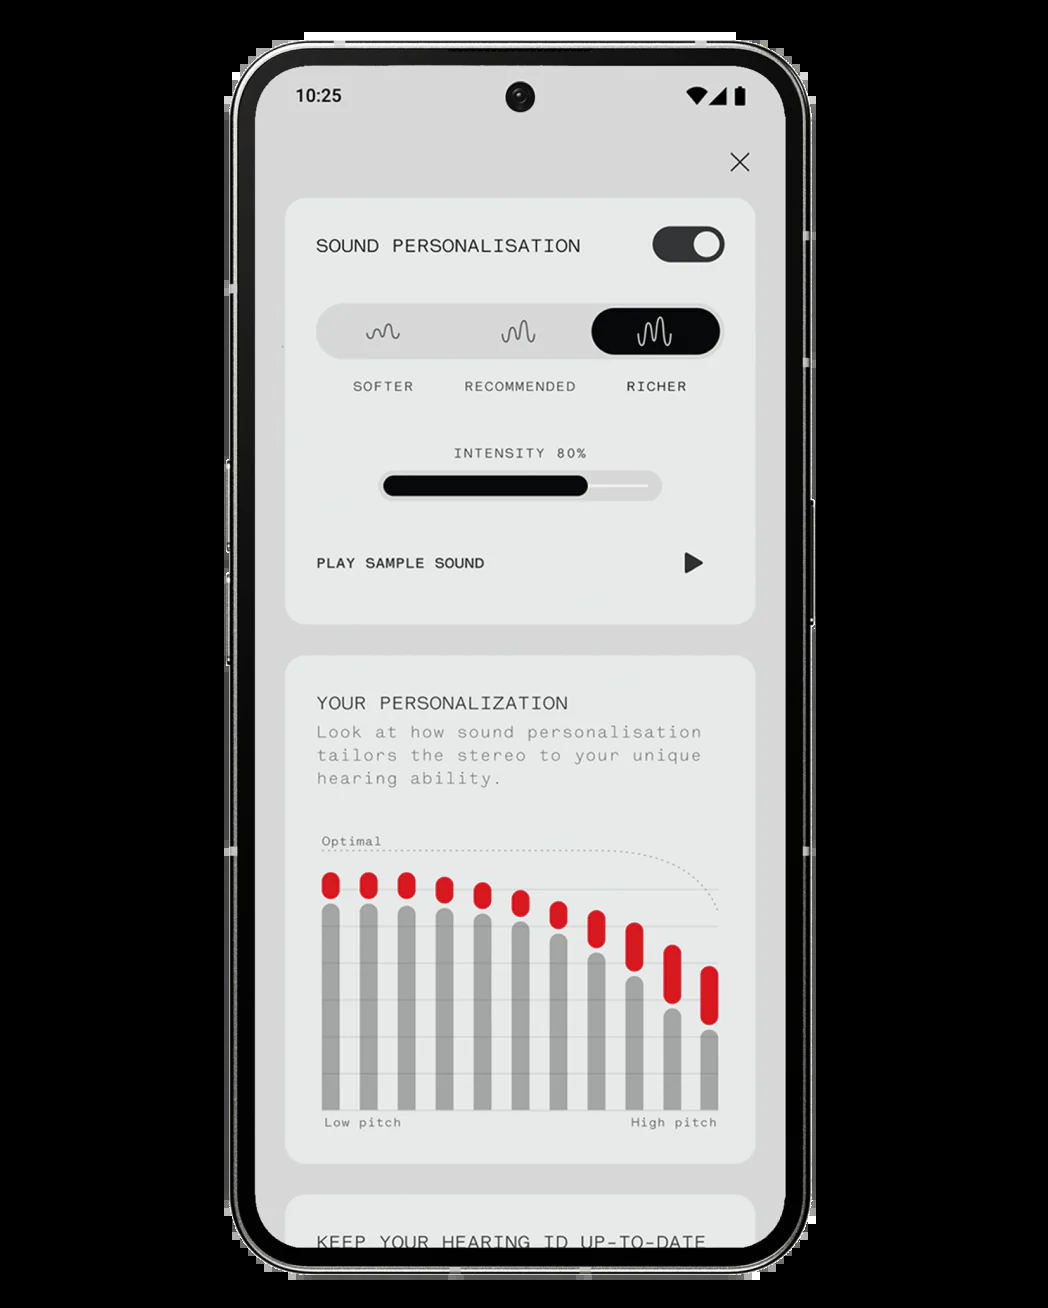 10:25
SOUND PERSONALISATION
SOFTER
RECOMMENDED
RICHER
INTENSITY 80%
PLAY SAMPLE SOUND
YOUR PERSONALIZATION
Look at how sound personalisation
tailors the stereo to your unique
hearing ability.
Optimal
Low pitch
High pitch
KEEP YOUR HEARING ID UP-TO-DATE